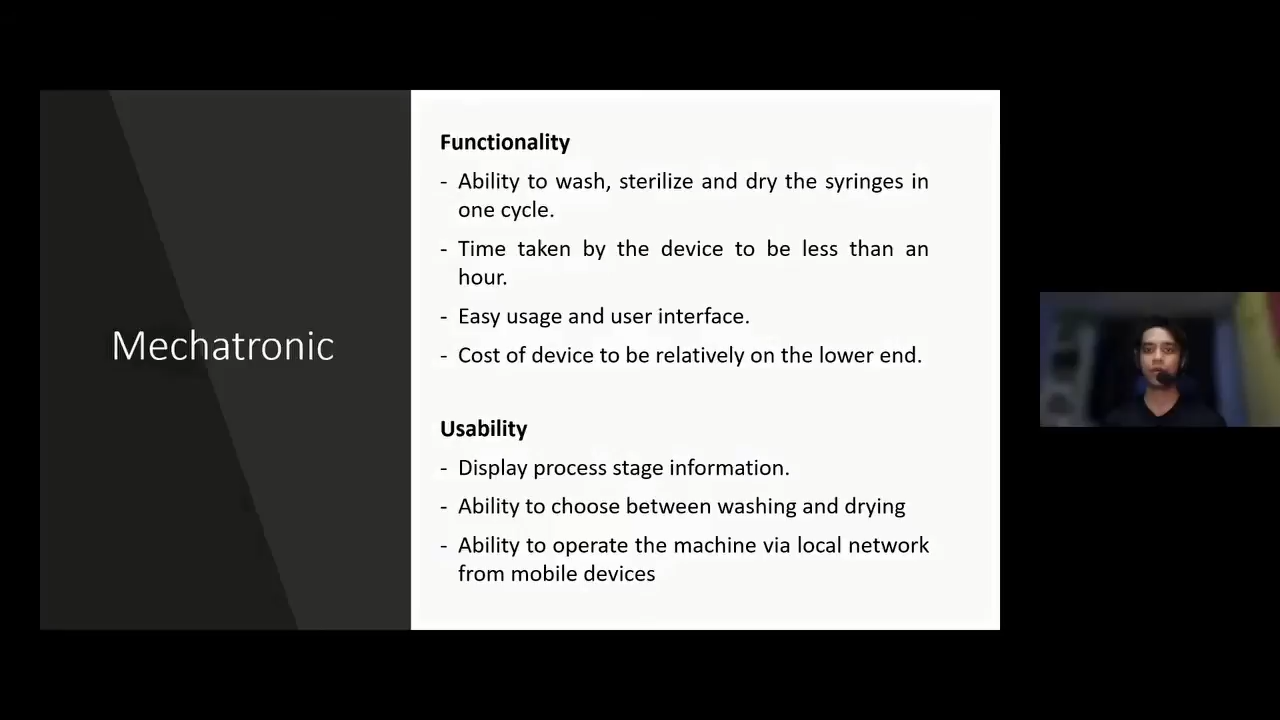 Mechatronic
Functionality
- Ability to wash, sterilize and dry the syringes in
one cycle.
- Time taken by the device to be less than an
hour.
- Easy usage and user interface.
- Cost of device to be relatively on the lower end.
Usability
- Display process stage information.
- Ability to choose between washing and drying
- Ability to operate the machine via local network
from mobile devices